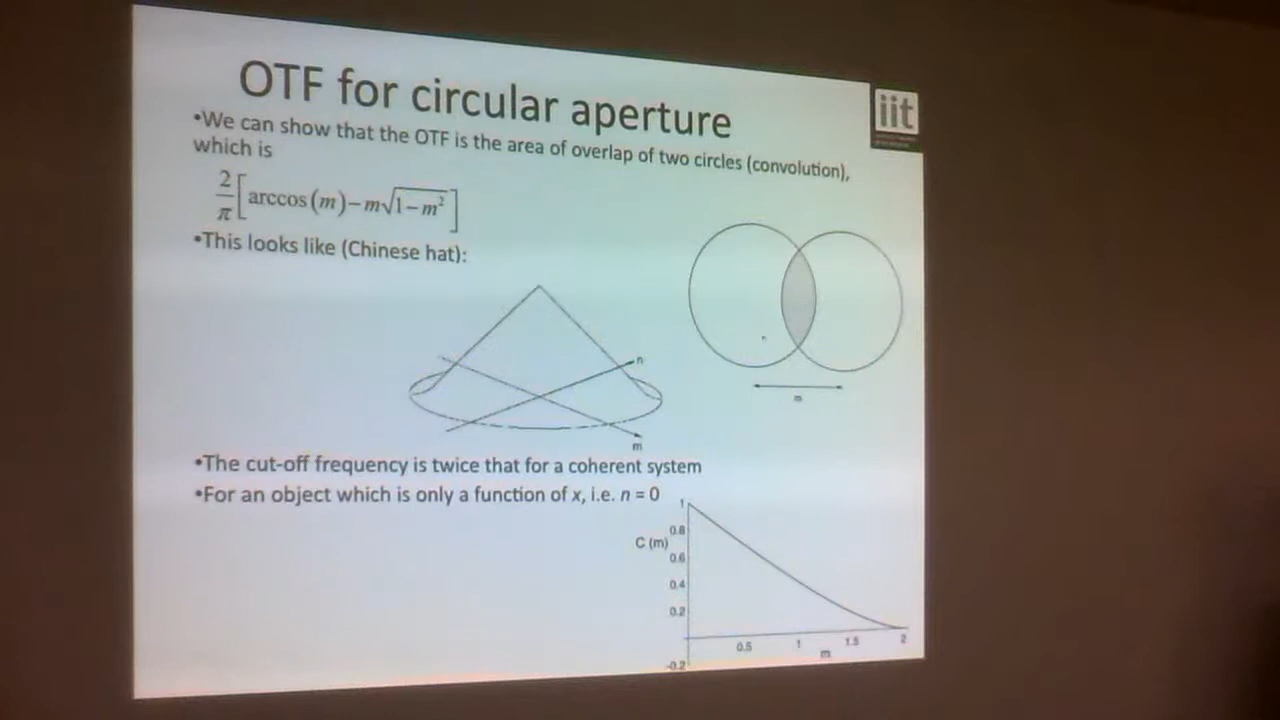 OTF for circular aperture
iit
•We can show that the OTF is the area of overlap of two circles (convolution),
which is
2/π [arccos(m)−m√1−m²]
•This looks like (Chinese hat):
n
m
m
•The cut-off frequency is twice that for a coherent system
•For an object which is only a function of x, i.e. n = 0
1
0.8
C (m)
0.6
0.4
0.2
0.5 1 1.5 2
m
-0.2